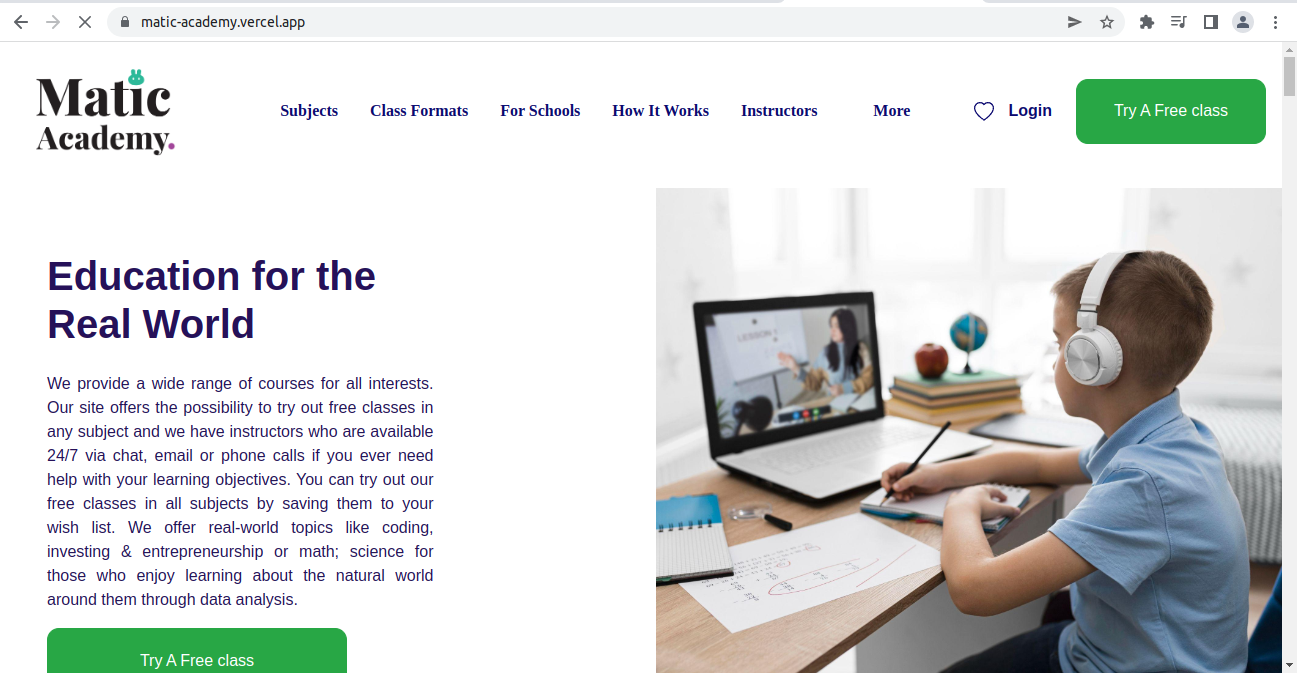 matic-academy.vercel.app
Matic
Academy.
Subjects Class Formats For Schools How It Works Instructors More Login Try A Free class
Education for the
Real World
We provide a wide range of courses for all interests.
Our site offers the possibility to try out free classes in
any subject and we have instructors who are available
24/7 via chat, email or phone calls if you ever need
help with your learning objectives. You can try out our
free classes in all subjects by saving them to your
wish list. We offer real-world topics like coding,
investing & entrepreneurship or math; science for
those who enjoy learning about the natural world
around them through data analysis.
Try A Free class
LESSON 1